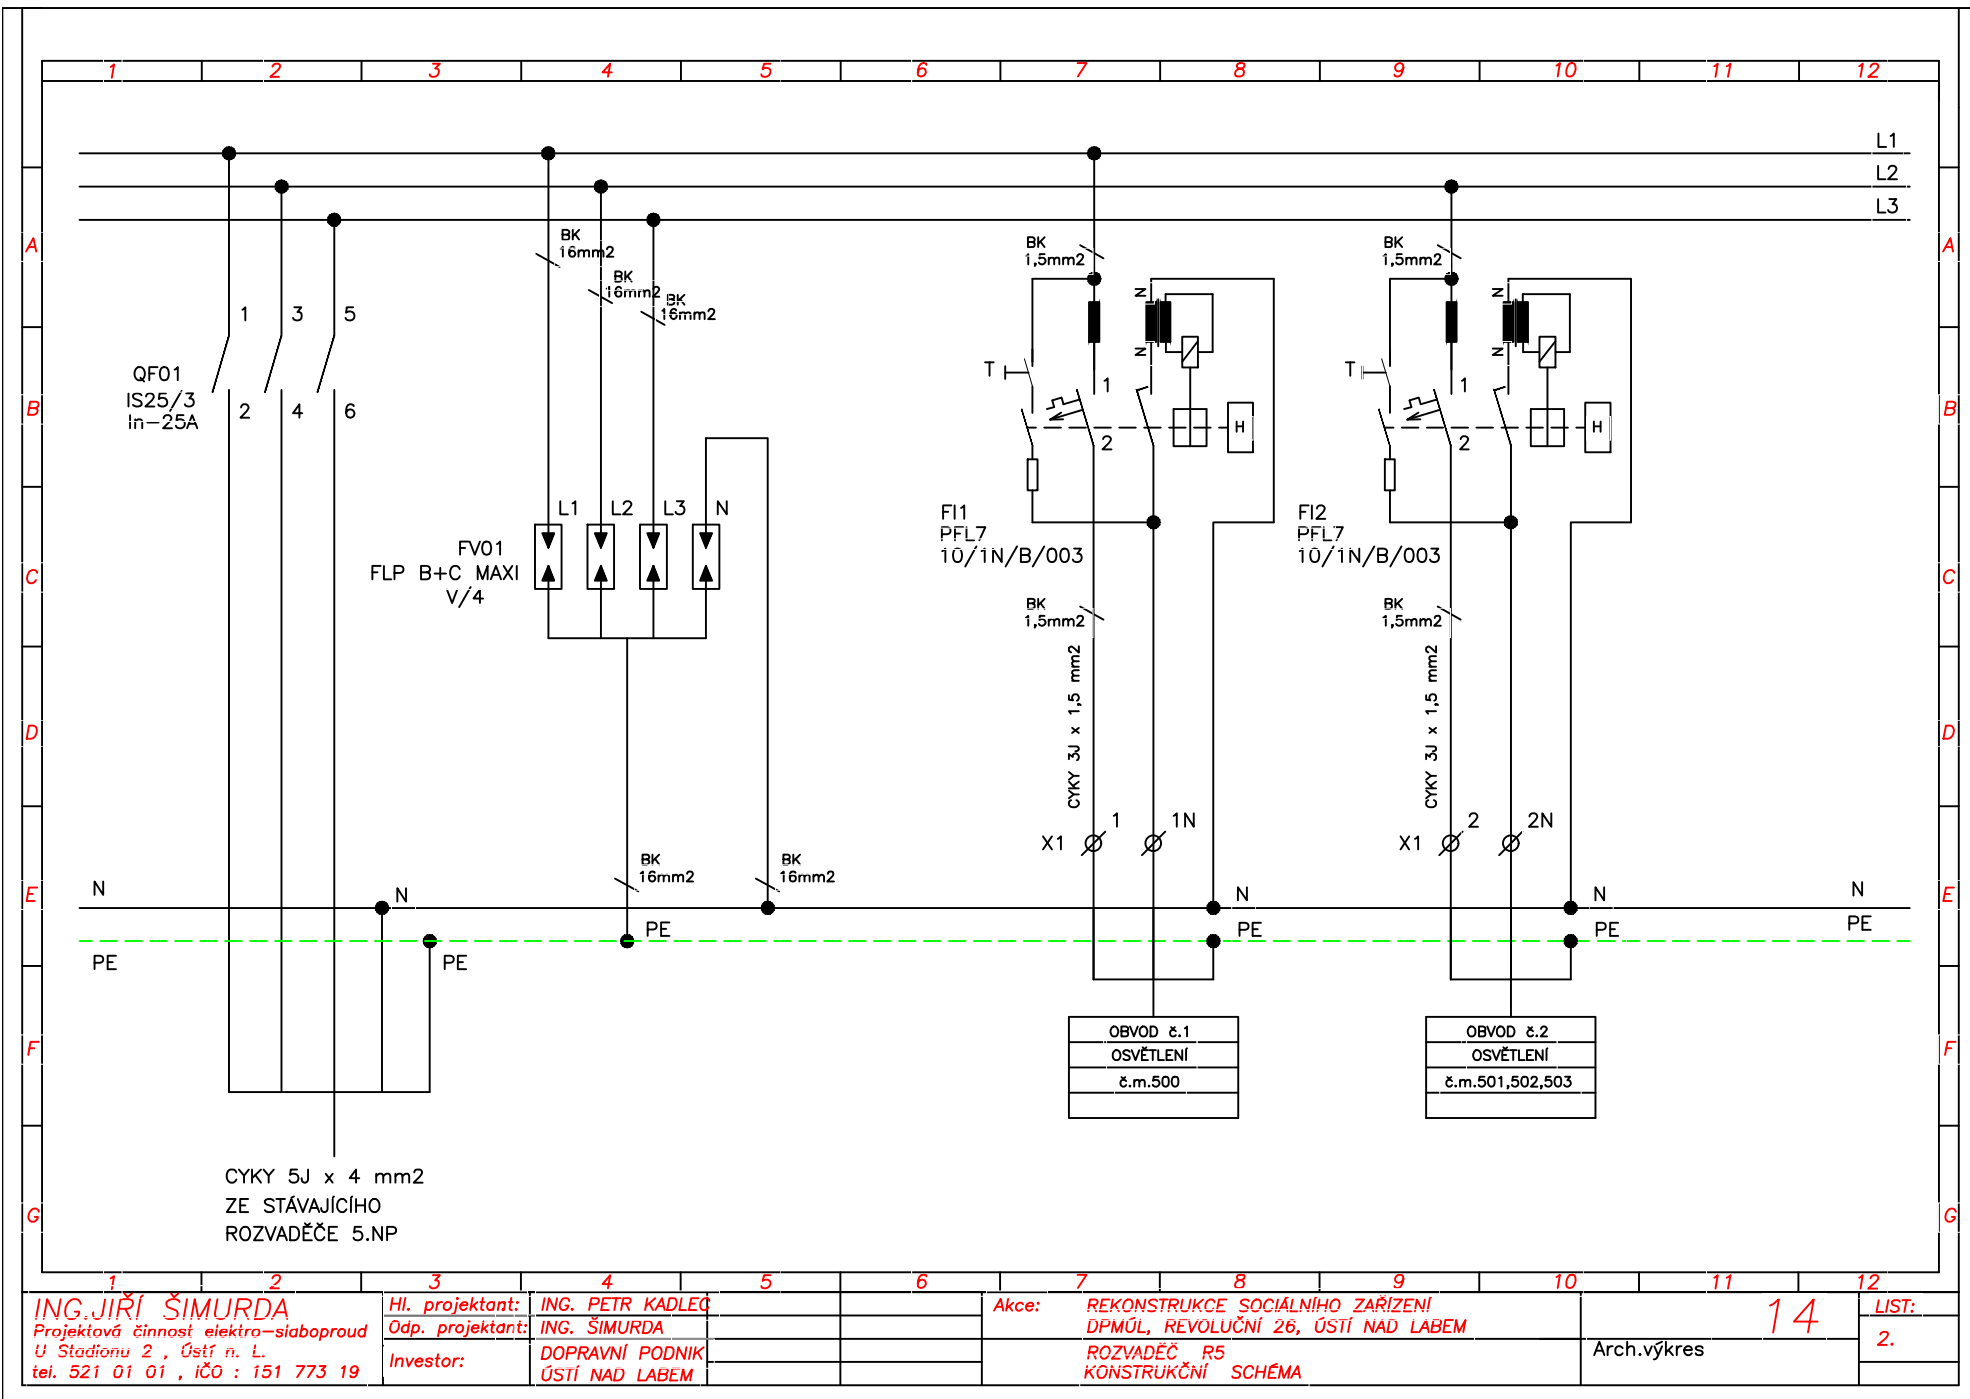 1 2 3 4 5 6 7 8 9 10 11 12
L1
L2
L3
A A
BK
16mm2
BK
16mm2
BK
16mm2
BK
1,5mm2
BK
1,5mm2
N N
1 3 5
QF01
IS25/3
In-25A
2 4 6
N N
T 1
2
H
T 1
2
H
B B
L1 L2 L3 N
FV01
FLP B+C MAXI
V/4
FI1
PFL7
10/1N/B/003
FI2
PFL7
10/1N/B/003
C C
BK
1,5mm2
BK
1,5mm2
CYKY 3J x 1,5 mm2
CYKY 3J x 1,5 mm2
D D
X1 1 1N
X1 2 2N
BK
16mm2
BK
16mm2
E E
N N N N N
PE PE PE PE
PE PE
OBVOD č.1
OSVĚTLENÍ
č.m.500
OBVOD č.2
OSVĚTLENÍ
č.m.501,502,503
F F
CYKY 5J x 4 mm2
ZE STÁVAJÍCÍHO
ROZVADĚČE 5.NP
G G
1 2 3 4 5 6 7 8 9 10 11 12
ING.JIŘÍ ŠIMURDA
Projektová činnost elektro-slaboproud
U Stadionu 2 , Ústí n. L.
tel. 521 01 01 , IČO : 151 773 19
Hl. projektant: ING. PETR KADLEC
Odp. projektant: ING. ŠIMURDA
Investor: DOPRAVNÍ PODNIK
ÚSTÍ NAD LABEM
Akce: REKONSTRUKCE SOCIÁLNÍHO ZAŘÍZENÍ
DPMÚL, REVOLUČNÍ 26, ÚSTÍ NAD LABEM
ROZVADĚČ R5
KONSTRUKČNÍ SCHÉMA
14
Arch.výkres
LIST:
2.